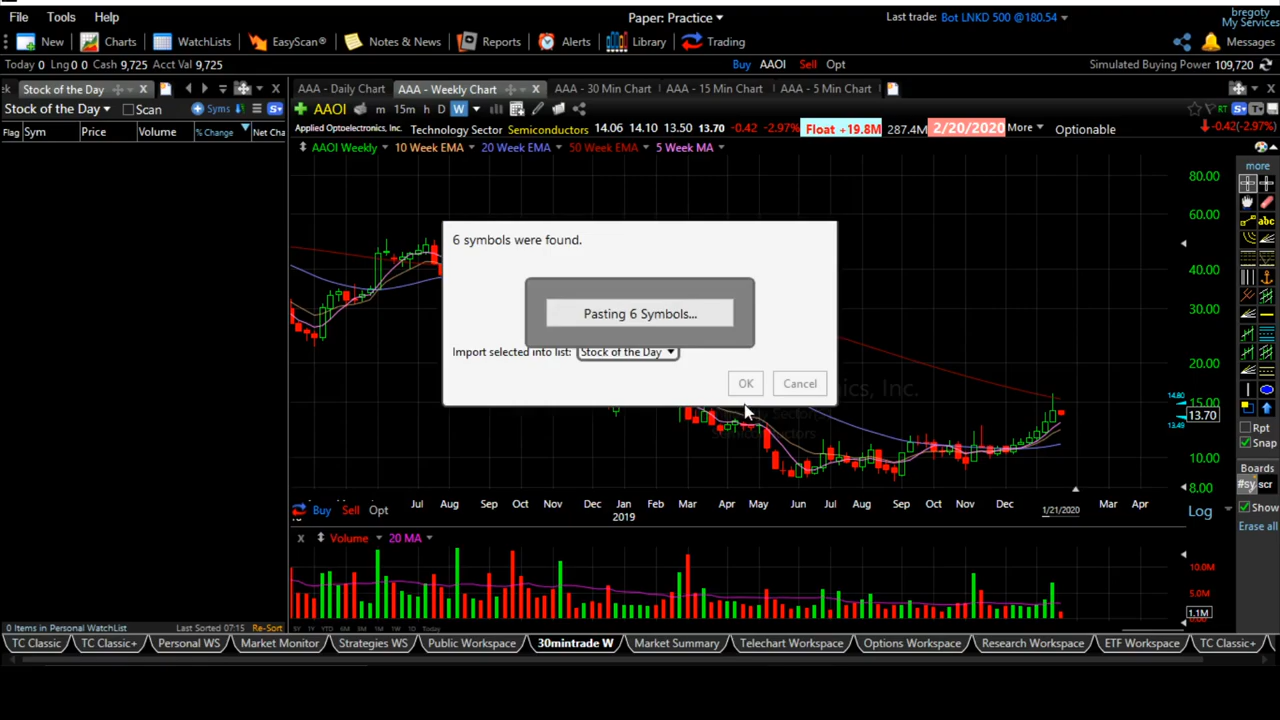 File Tools Help Paper: Practice Last trade: Bot LNKD 500 @180.54 bregoty
My Services
New Charts WatchLists EasyScan® Notes & News Reports Alerts Library Trading Messages
Today 0 Lng 0 0 Cash 9,725 Acct Val 9,725 Buy AAOI Sell Opt Simulated Buying Power 109,720
Stock of the Day AAA - Daily Chart AAA - Weekly Chart AAA - 30 Min Chart AAA - 15 Min Chart AAA - 5 Min Chart
Stock of the Day Scan Syms AAOI m 15m h D W RT
Flag Sym Price Volume % Change Net Cha Applied Optoelectronics, Inc. Technology Sector Semiconductors 14.06 14.10 13.50 13.70 -0.42 -2.97% Float +19.8M 287.4M 2/20/2020 More Optionable -0.42(-2.97%)
AAOI Weekly 10 Week EMA 20 Week EMA 50 Week EMA 5 Week MA
more
80.00
60.00
abc
6 symbols were found.
40.00
30.00
Pasting 6 Symbols...
Import selected into list: Stock of the Day
20.00
OK Cancel
14.80
15.00
13.70
13.49
Rpt
Snap
10.00
Boards
8.00
#sy scr
Jul Aug Sep Oct Nov Dec Jan Feb Mar Apr May Jun Jul Aug Sep Oct Nov Dec 1/21/2020 Mar Apr
2019
Buy Sell Opt Log Show
Erase all
X Volume 20 MA
10.0M
5.0M
1.1M
0 Items in Personal WatchList Last Sorted 07:15 Re-Sort
TC Classic TC Classic+ Personal WS Market Monitor Strategies WS Public Workspace 30mintrade W Market Summary Telechart Workspace Options Workspace Research Workspace ETF Workspace TC Classic+